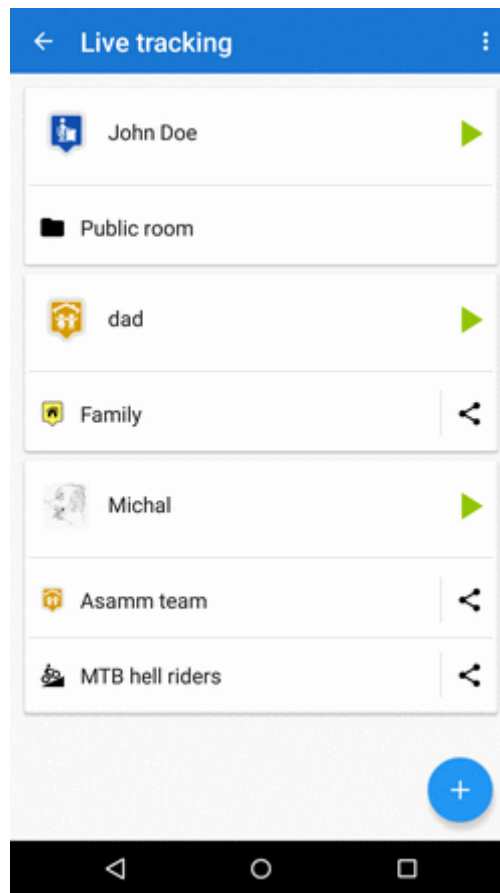 Live tracking
John Doe
Public room
dad
Family
Michal
Asamm team
MTB hell riders